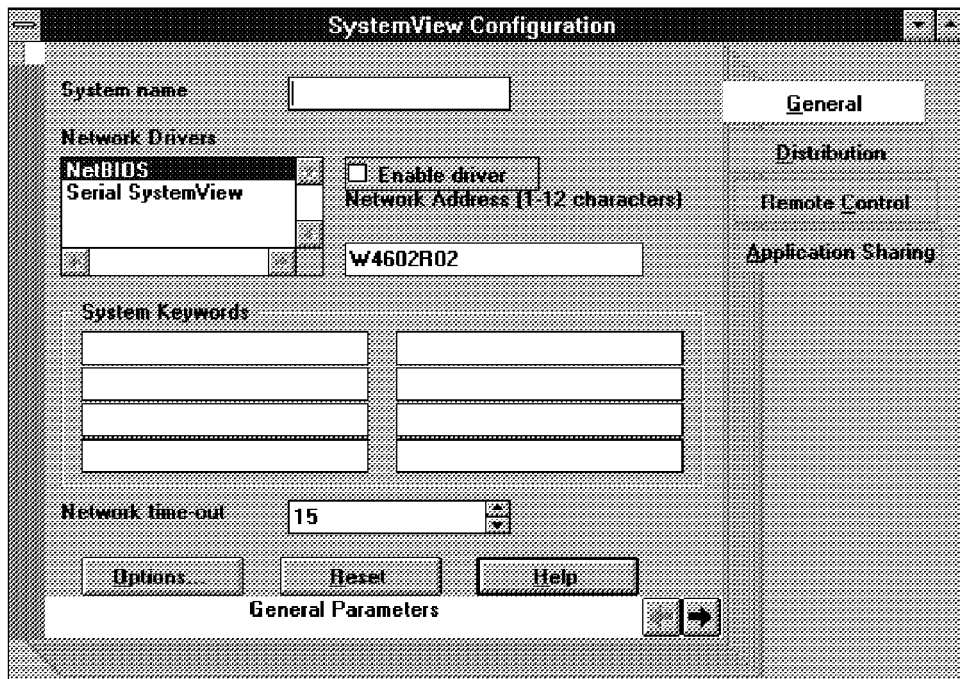 SystemView Configuration
System name
General
Network Drivers
Distribution
NetBIOS
Enable driver
Serial SystemView
Network Address (1-12 characters)
Remote Control
Application Sharing
W4602R02
System Keywords
Network time-out
15
Options...
Reset
Help
General Parameters